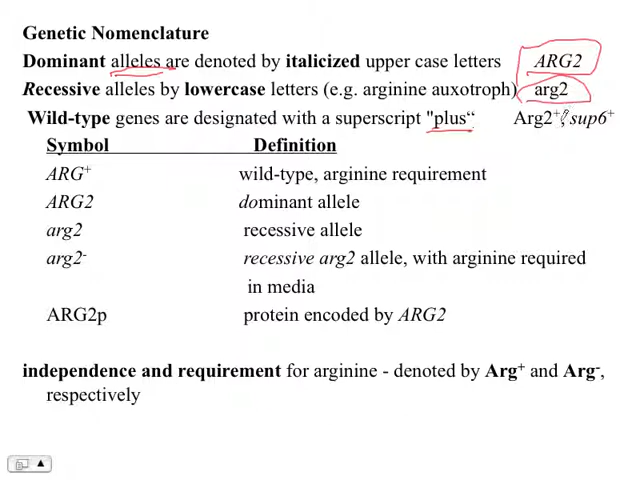 Genetic Nomenclature
Dominant alleles are denoted by italicized upper case letters ARG2
Recessive alleles by lowercase letters (e.g. arginine auxotroph) arg2
Wild-type genes are designated with a superscript "plus“ Arg2⁺, sup6⁺
Symbol Definition
ARG⁺ wild-type, arginine requirement
ARG2 dominant allele
arg2 recessive allele
arg2⁻ recessive arg2 allele, with arginine required
in media
ARG2p protein encoded by ARG2
independence and requirement for arginine - denoted by Arg⁺ and Arg⁻,
respectively